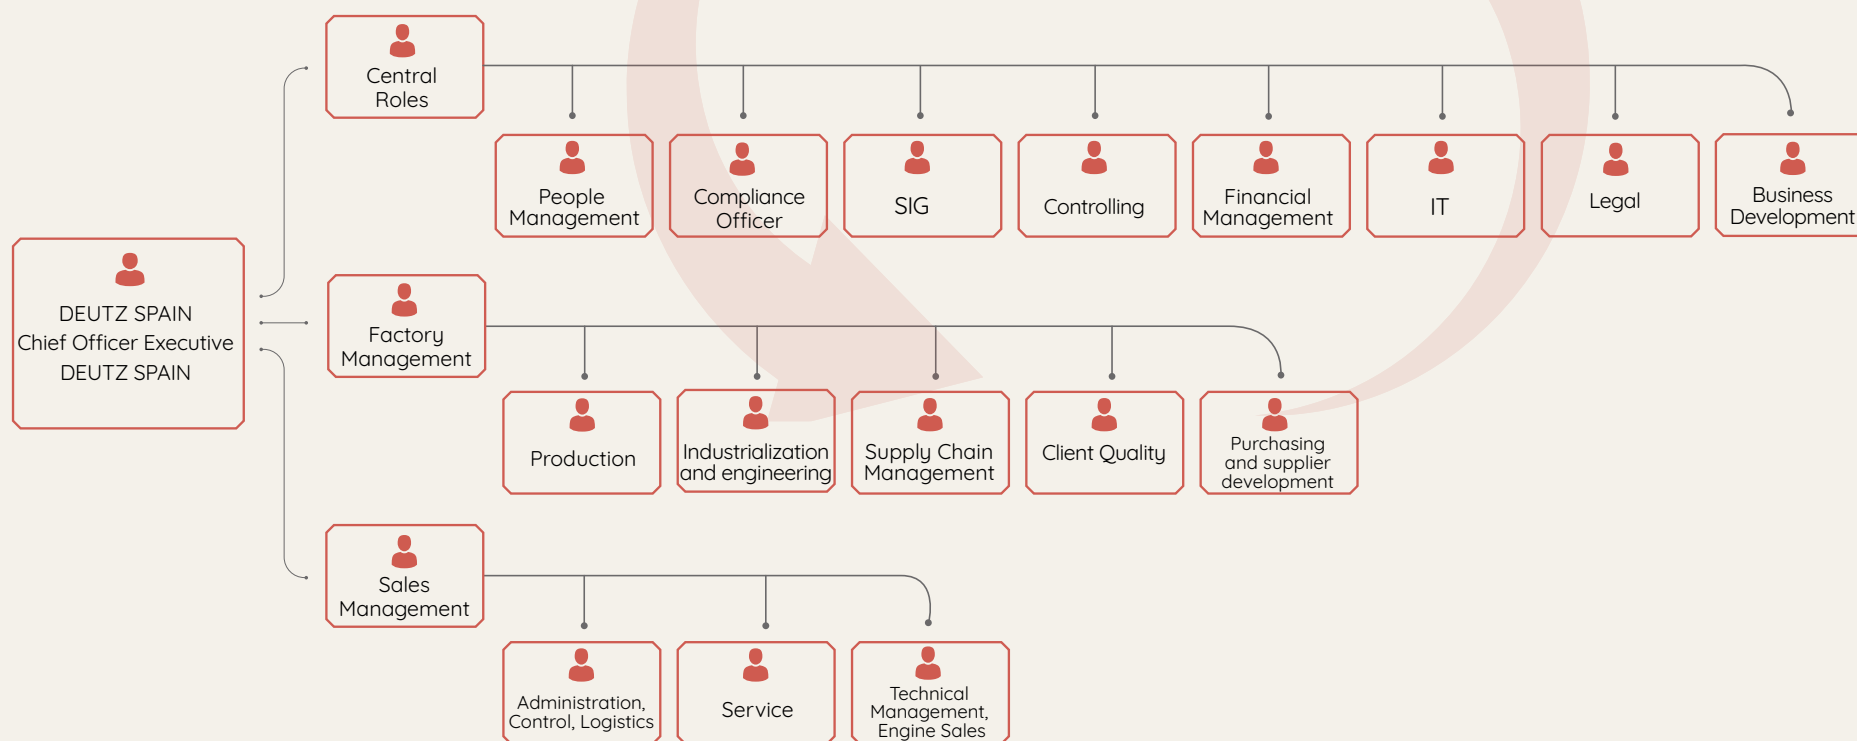 Central
Roles
People
Management
Compliance
Officer
SIG
Controlling
Financial
Management
IT
Legal
Business
Development
DEUTZ SPAIN
Chief Officer Executive
DEUTZ SPAIN
Factory
Management
Production
Industrialization
and engineering
Supply Chain
Management
Client Quality
Purchasing
and supplier
development
Sales
Management
Administration,
Control, Logistics
Service
Technical
Management,
Engine Sales